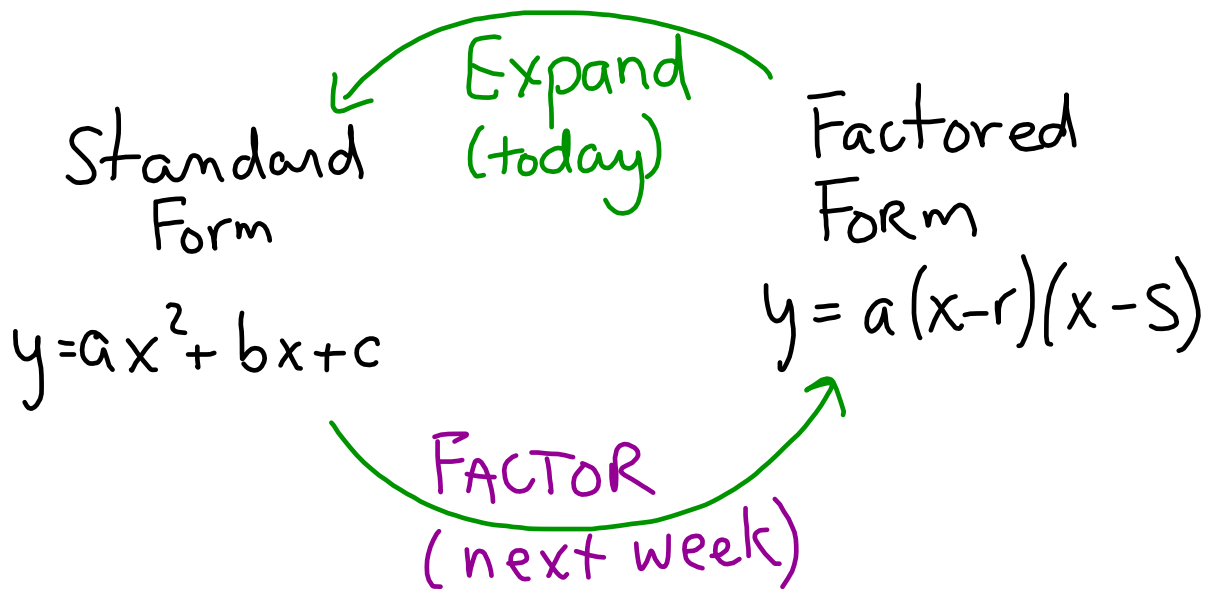 Expand
(today)
Standard
Form
y=ax²+bx+c
Factored
Form
y=a(x-r)(x-s)
FACTOR
(next week)